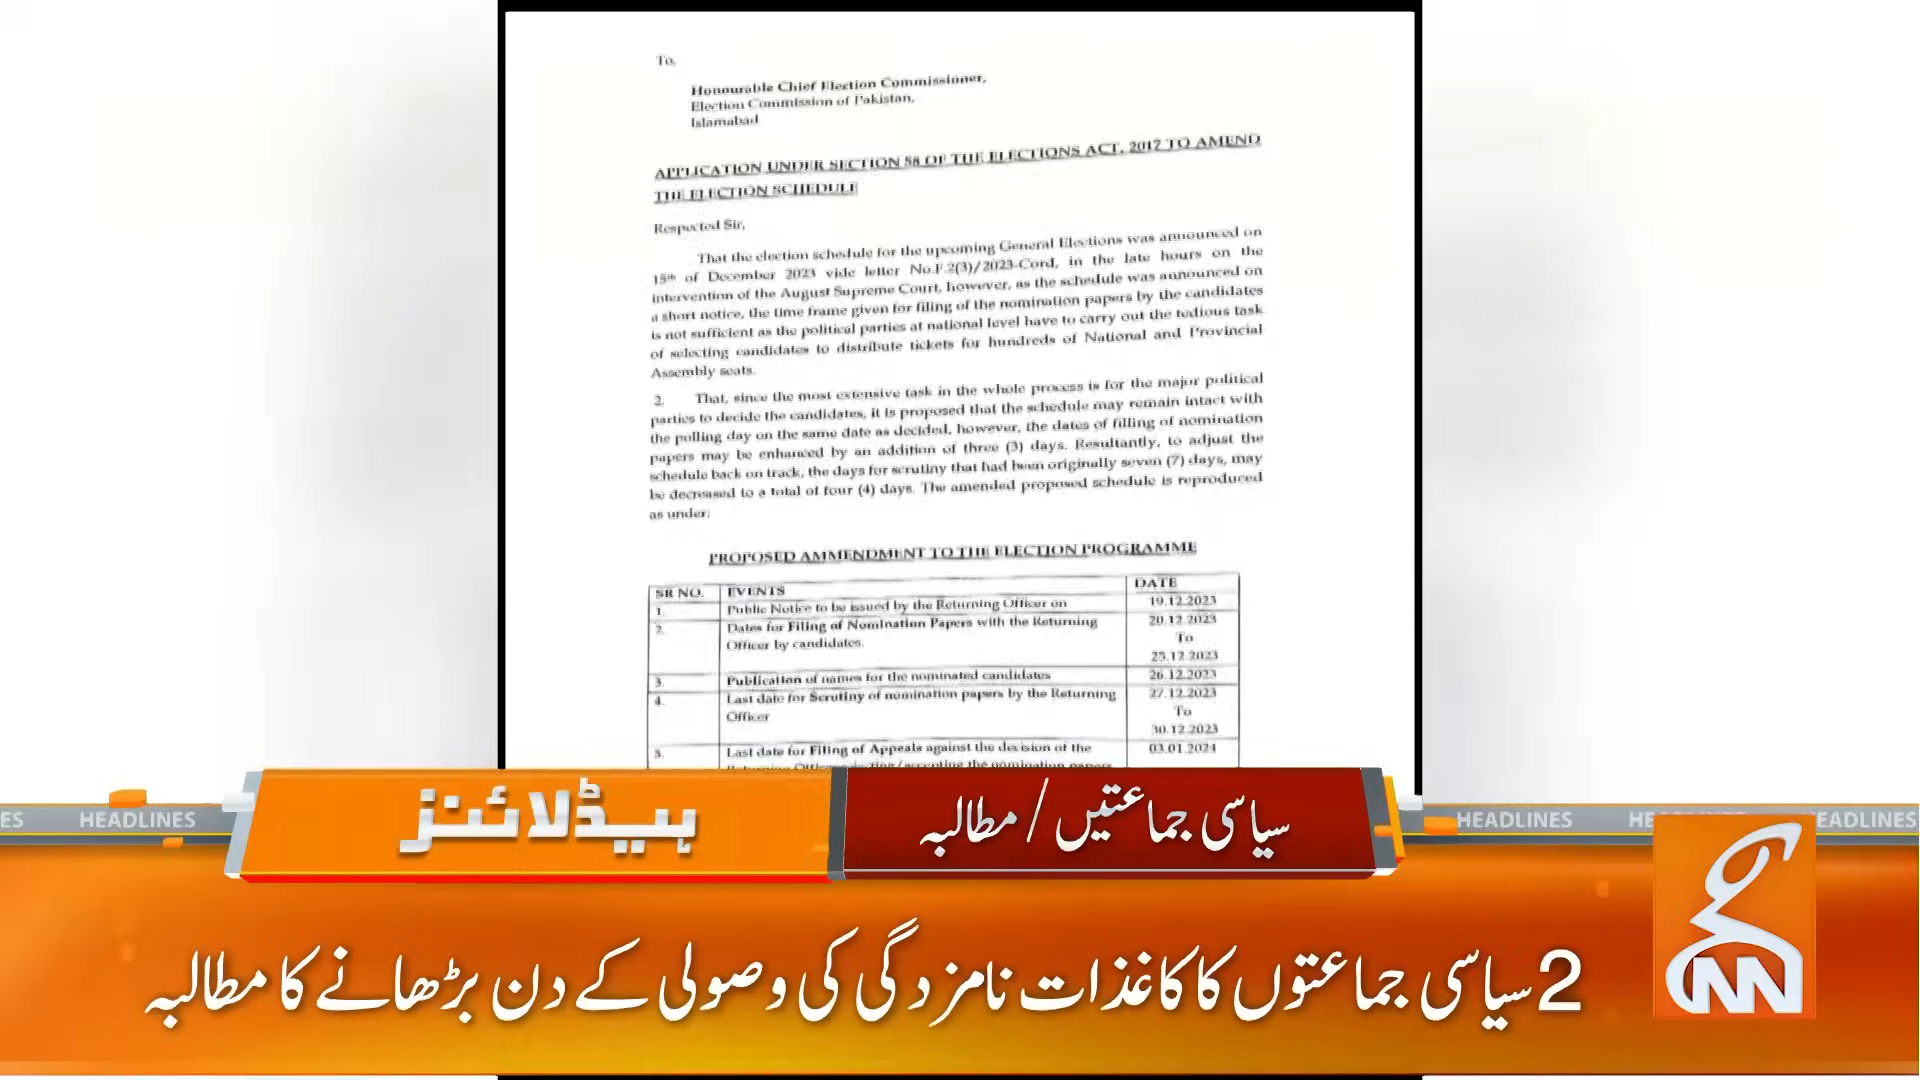 To,
Honourable Chief Election Commissioner,
Election Commission of Pakistan,
Islamabad
APPLICATION UNDER SECTION 58 OF THE ELECTIONS ACT, 2017 TO AMEND
THE ELECTION SCHEDULE
Respected Sir,
That the election schedule for the upcoming General Elections was announced on
15th of December 2023 vide letter No.F.2(3)/2023-Cord, in the late hours on the
intervention of the August Supreme Court, however, as the schedule was announced on
a short notice, the time frame given for filing of the nomination papers by the candidates
is not sufficient as the political parties at national level have to carry out the tedious task
of selecting candidates to distribute tickets for hundreds of National and Provincial
Assembly seats.
2. That, since the most extensive task in the whole process is for the major political
parties to decide the candidates, it is proposed that the schedule may remain intact with
the polling day on the same date as decided, however, the dates of filling of nomination
papers may be enhanced by an addition of three (3) days. Resultantly, to adjust the
schedule back on track, the days for scrutiny that had been originally seven (7) days, may
be decreased to a total of four (4) days. The amended proposed schedule is reproduced
as under:
PROPOSED AMMENDMENT TO THE ELECTION PROGRAMME
SR NO. EVENTS DATE
1. Public Notice to be issued by the Returning Officer on 19.12.2023
2. Dates for Filing of Nomination Papers with the Returning 20.12.2023
Officer by candidates. To
25.12.2023
3. Publication of names for the nominated candidates 26.12.2023
4. Last date for Scrutiny of nomination papers by the Returning 27.12.2023
Officer To
30.12.2023
5. Last date for Filing of Appeals against the decision of the 03.01.2024
accepting the nomination papers
سیاسی جماعتیں / مطالبہ
ہیڈلائنز
ES HEADLINES HEADLINES HE HEADLINES
2 سیاسی جماعتوں کا کاغذات نامزدگی کی وصولی کے دن بڑھانے کا مطالبہ
GNN